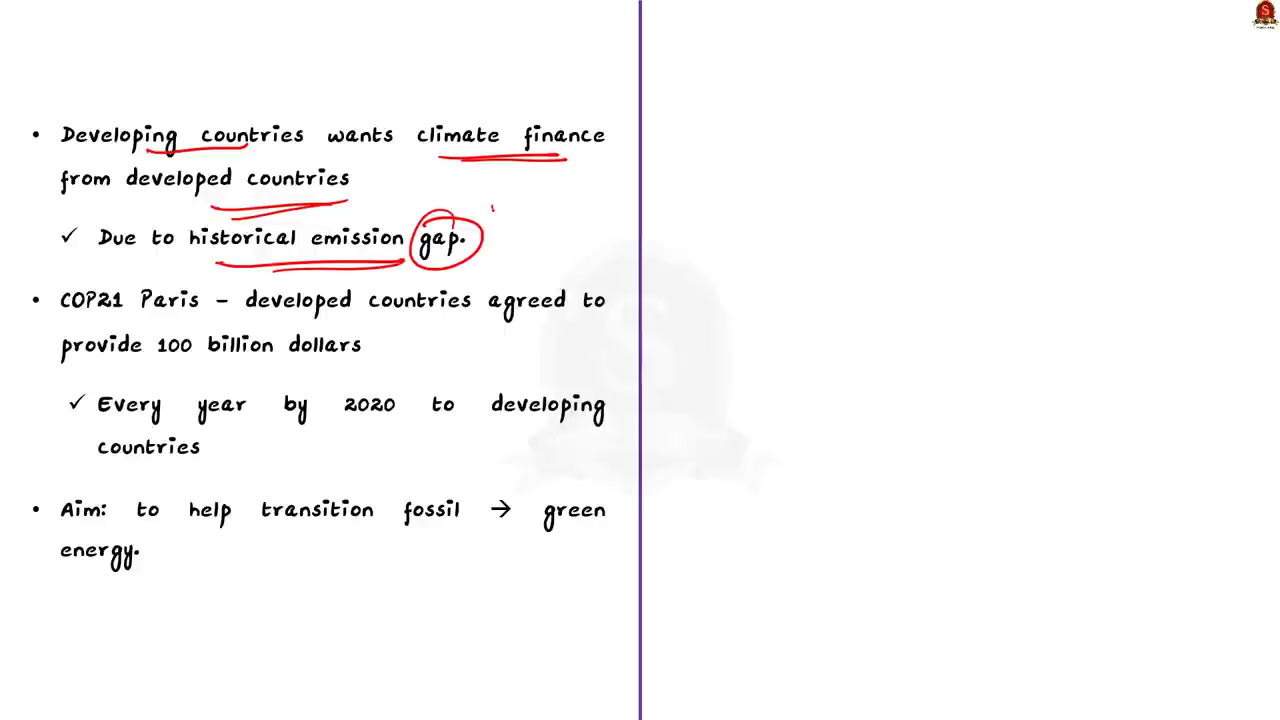 • Developing countries wants climate finance
from developed countries
✓ Due to historical emission gap.
• COP21 Paris – developed countries agreed to
provide 100 billion dollars
✓ Every year by 2020 to developing
countries
• Aim: to help transition fossil → green
energy.